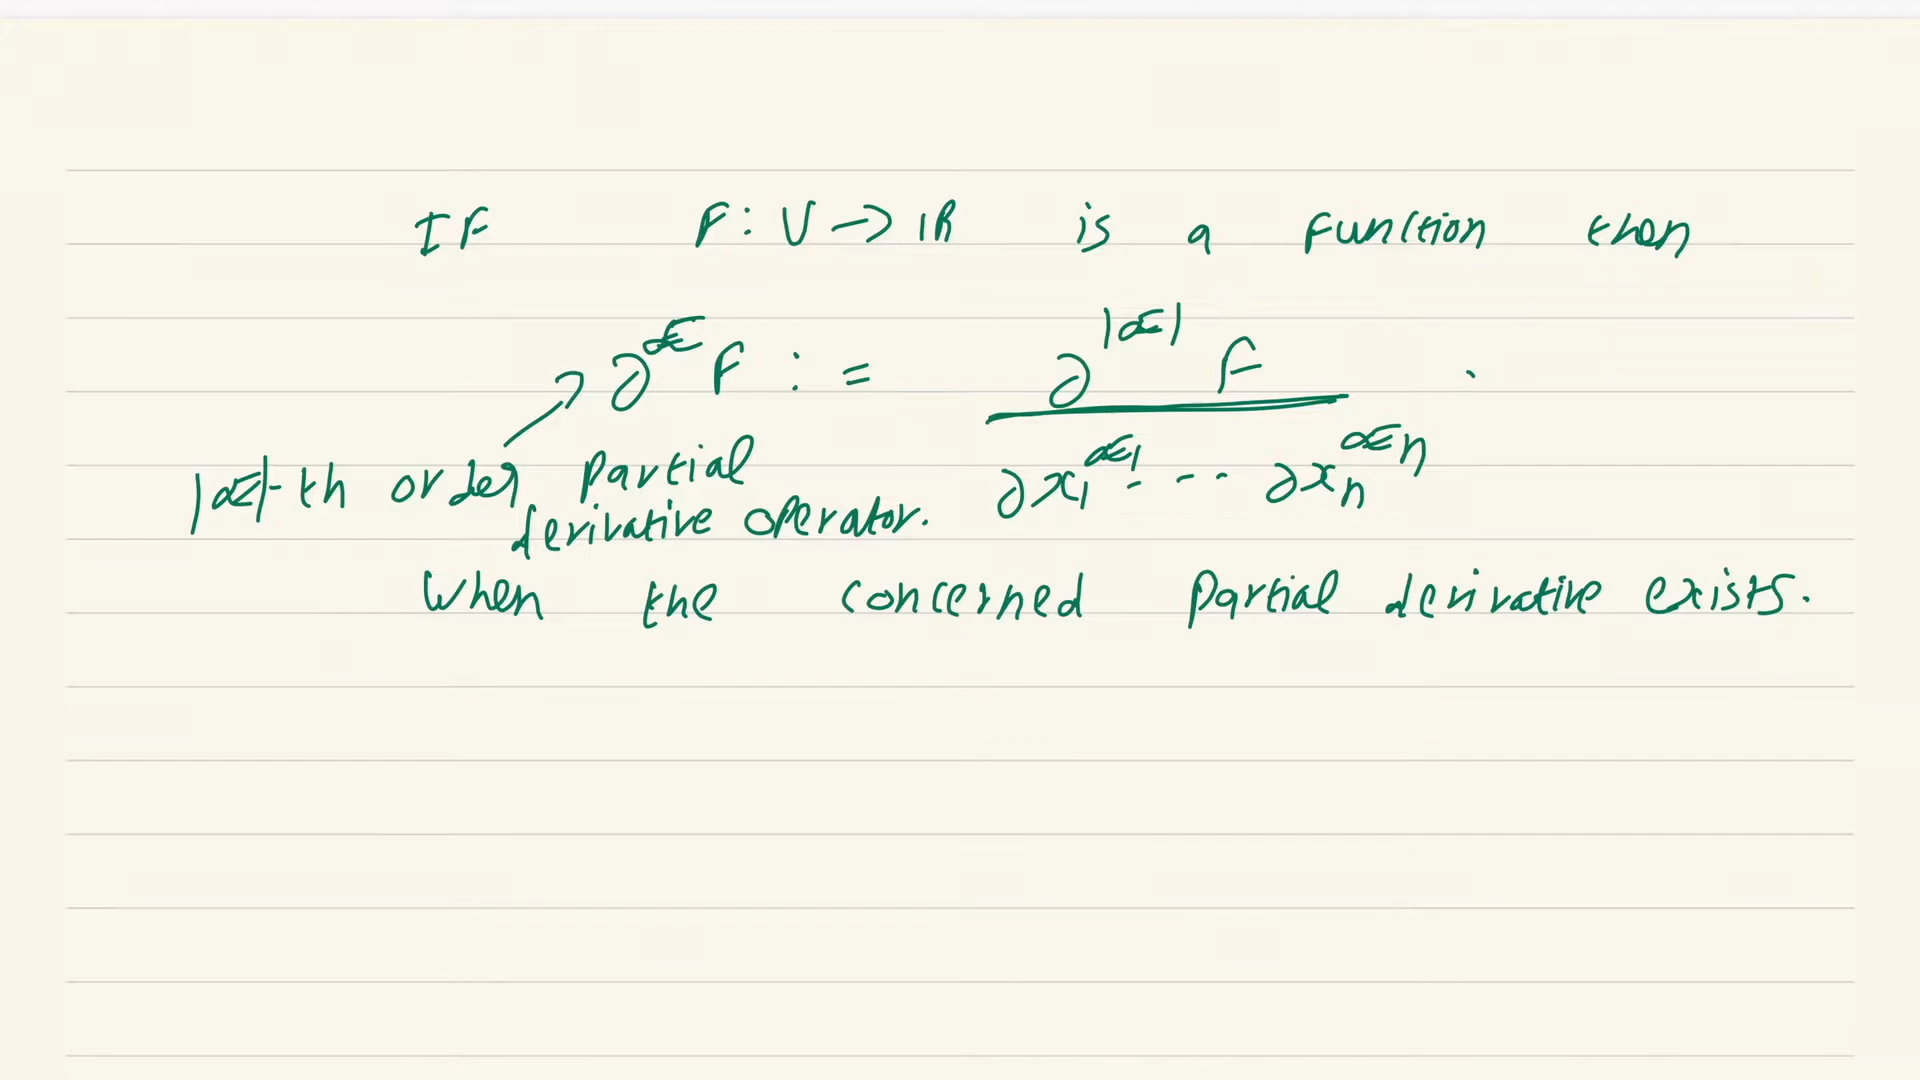 If F : U → ℝ is a function then
∂^α F := ∂^|α| F / ∂x₁^α₁ ... ∂xₙ^αₙ .
|α|-th order partial
derivative operator.
When the concerned partial derivative exists.